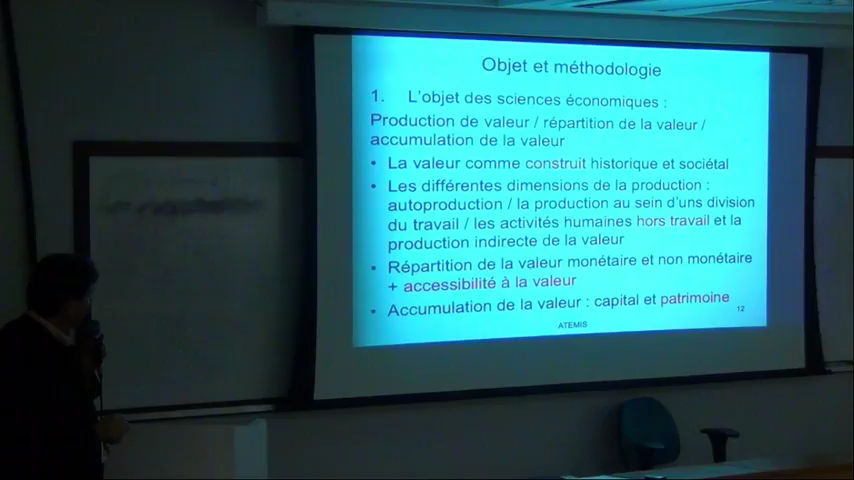 Objet et méthodologie
1. L'objet des sciences économiques :
Production de valeur / répartition de la valeur /
accumulation de la valeur
• La valeur comme construit historique et sociétal
• Les différentes dimensions de la production :
autoproduction / la production au sein d'uns division
du travail / les activités humaines hors travail et la
production indirecte de la valeur
• Répartition de la valeur monétaire et non monétaire
+ accessibilité à la valeur
• Accumulation de la valeur : capital et patrimoine
ATEMIS
12